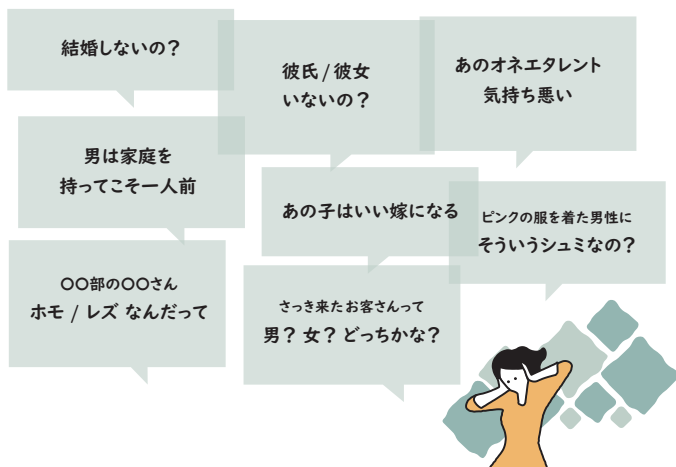 結婚しないの？
彼氏 / 彼女
いないの？
あのオネエタレント
気持ち悪い
男は家庭を
持ってこそ一人前
あの子はいい嫁になる
ピンクの服を着た男性に
そういうシュミなの？
〇〇部の〇〇さん
ホモ / レズ なんだって
さっき来たお客さんって
男？ 女？ どっちかな？